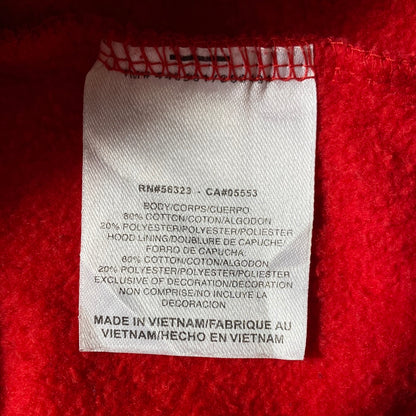 RN#56323 - CA#05553
BODY/CORPS/CUERPO:
80% COTTON/COTON/ALGODON
20% POLYESTER/POLYESTER/POLIESTER
HOOD LINING/DOUBLURE DE CAPUCHE/
FORRO DE CAPUCHA:
80% COTTON/COTON/ALGODON
20% POLYESTER/POLYESTER/POLIESTER
EXCLUSIVE OF DECORATION/DECORATION
NON COMPRISE/NO INCLUYE LA
DECORACION
MADE IN VIETNAM/FABRIQUE AU
VIETNAM/HECHO EN VIETNAM